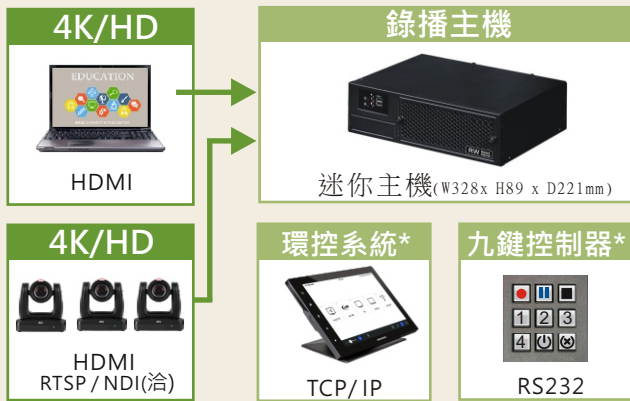 4K/HD
EDUCATION
HDMI
錄播主機
RW
迷你主機(W328x H89 x D221mm)
4K/HD
HDMI
RTSP / NDI(洽)
環控系統*
TCP/ IP
九鍵控制器*
1 2 3
4
RS232